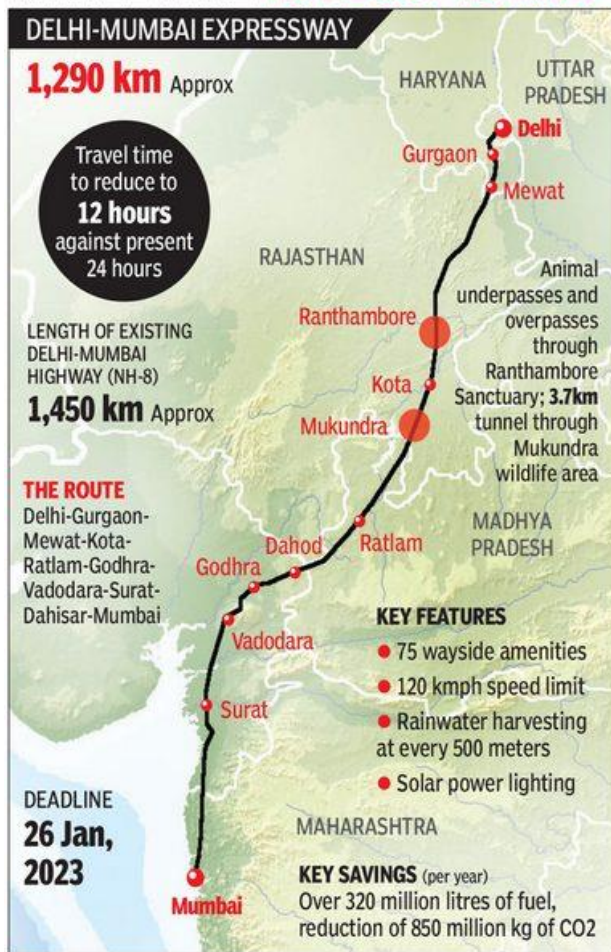 DELHI-MUMBAI EXPRESSWAY
1,290 km Approx
Travel time
to reduce to
12 hours
against present
24 hours
LENGTH OF EXISTING
DELHI-MUMBAI
HIGHWAY (NH-8)
1,450 km Approx
THE ROUTE
Delhi-Gurgaon-
Mewat-Kota-
Ratlam-Godhra-
Vadodara-Surat-
Dahisar-Mumbai
DEADLINE
26 Jan,
2023
HARYANA
UTTAR
PRADESH
Delhi
Gurgaon
Mewat
RAJASTHAN
Ranthambore
Kota
Mukundra
Animal
underpasses and
overpasses
through
Ranthambore
Sanctuary; 3.7km
tunnel through
Mukundra
wildlife area
MADHYA
PRADESH
Ratlam
Dahod
Godhra
Vadodara
Surat
Mumbai
KEY FEATURES
● 75 wayside amenities
● 120 kmph speed limit
● Rainwater harvesting
at every 500 meters
● Solar power lighting
MAHARASHTRA
KEY SAVINGS (per year)
Over 320 million litres of fuel,
reduction of 850 million kg of CO2